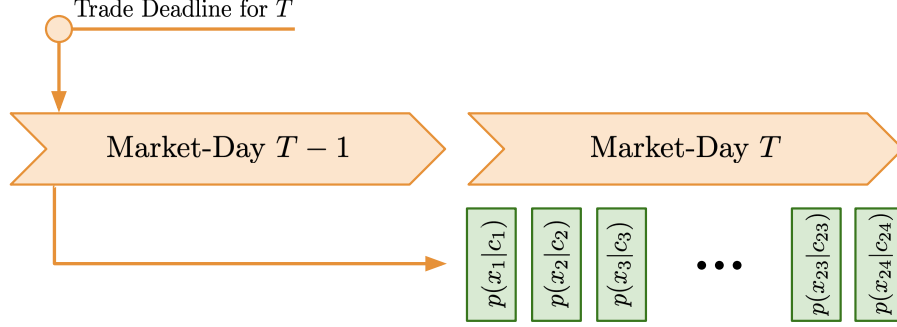 Trade Deadline for T
Market-Day T − 1
Market-Day T
p(x₁|c₁)
p(x₂|c₂)
p(x₃|c₃)
•••
p(x₂₃|c₂₃)
p(x₂₄|c₂₄)